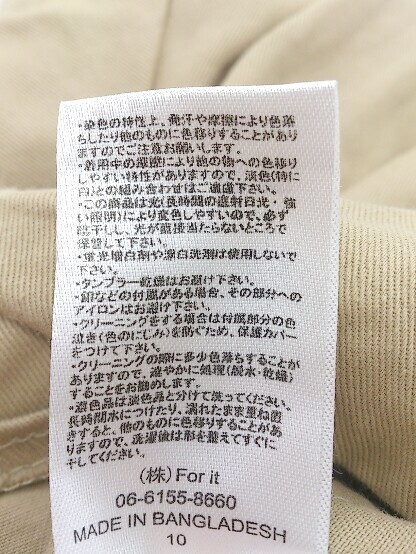 ・染色の特性上、発汗や摩擦により色落
ちしたり他のものに色移りすることがあり
ますのでご注意お願いします。
・着用中の摩擦により他の物への色移り
しやすい特性がありますので、淡色(特に
白)との組み合わせはご遠慮下さい。
・この商品は光(長時間の直射日光・強
い照明)により変色しやすいので、必ず
陰干しし、光が直接当たらないところで
保管して下さい。
・蛍光増白剤や漂白洗剤は使用しないで
下さい。
・タンブラー乾燥はお避け下さい。
・釦などの付属がある場合、その部分への
アイロンはお避け下さい。
・クリーニングをする場合は付属部分の色
泣き(色のにじみ)を防ぐため、保護カバー
をつけて下さい。
・クリーニングの際に多少色落ちすることが
ありますので、速やかに処理(脱水・乾燥)
することをお勧めします。
・濃色品は淡色品と分けて洗ってください。
長時間水につけたり、濡れたまま重ね置
きすると、他のものに色移りすることがあ
りますので、洗濯後は形を整えてすぐに
干してください。
(株) For it
06-6155-8660
MADE IN BANGLADESH
10